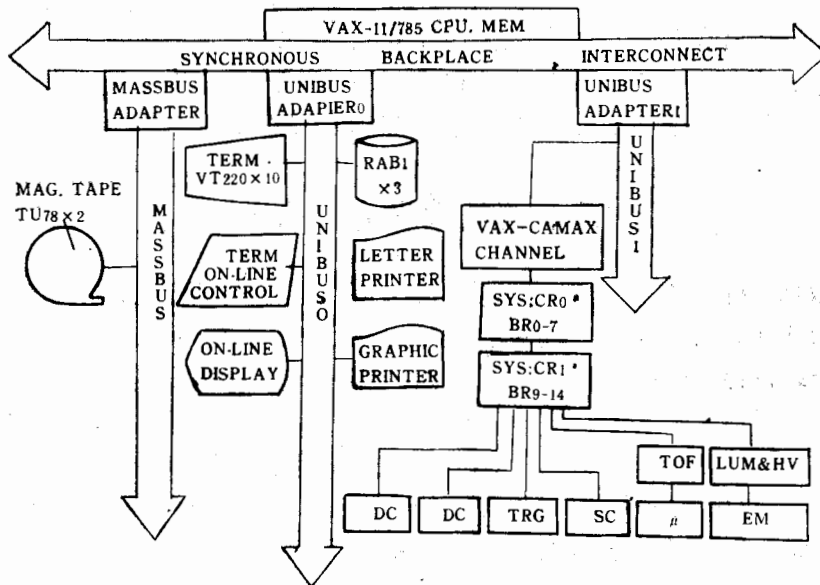 VAX-11/785 CPU. MEM
SYNCHRONOUS BACKPLACE INTERCONNECT
MASSBUS
ADAPTER
UNIBUS
ADAPIER0
UNIBUS
ADAPTER1
TERM
VT220×10
RAB1
×3
MAG. TAPE
TU78×2
MASSBUS
UNIBUS0
UNIBUS1
VAX-CAMAX
CHANNEL
TERM
ON-LINE
CONTROL
LETTER
PRINTER
SYS:CR0
BR0-7
ON-LINE
DISPLAY
GRAPHIC
PRINTER
SYS:CR1
BR9-14
TOF
LUM&HV
DC
DC
TRG
SC
μ
EM